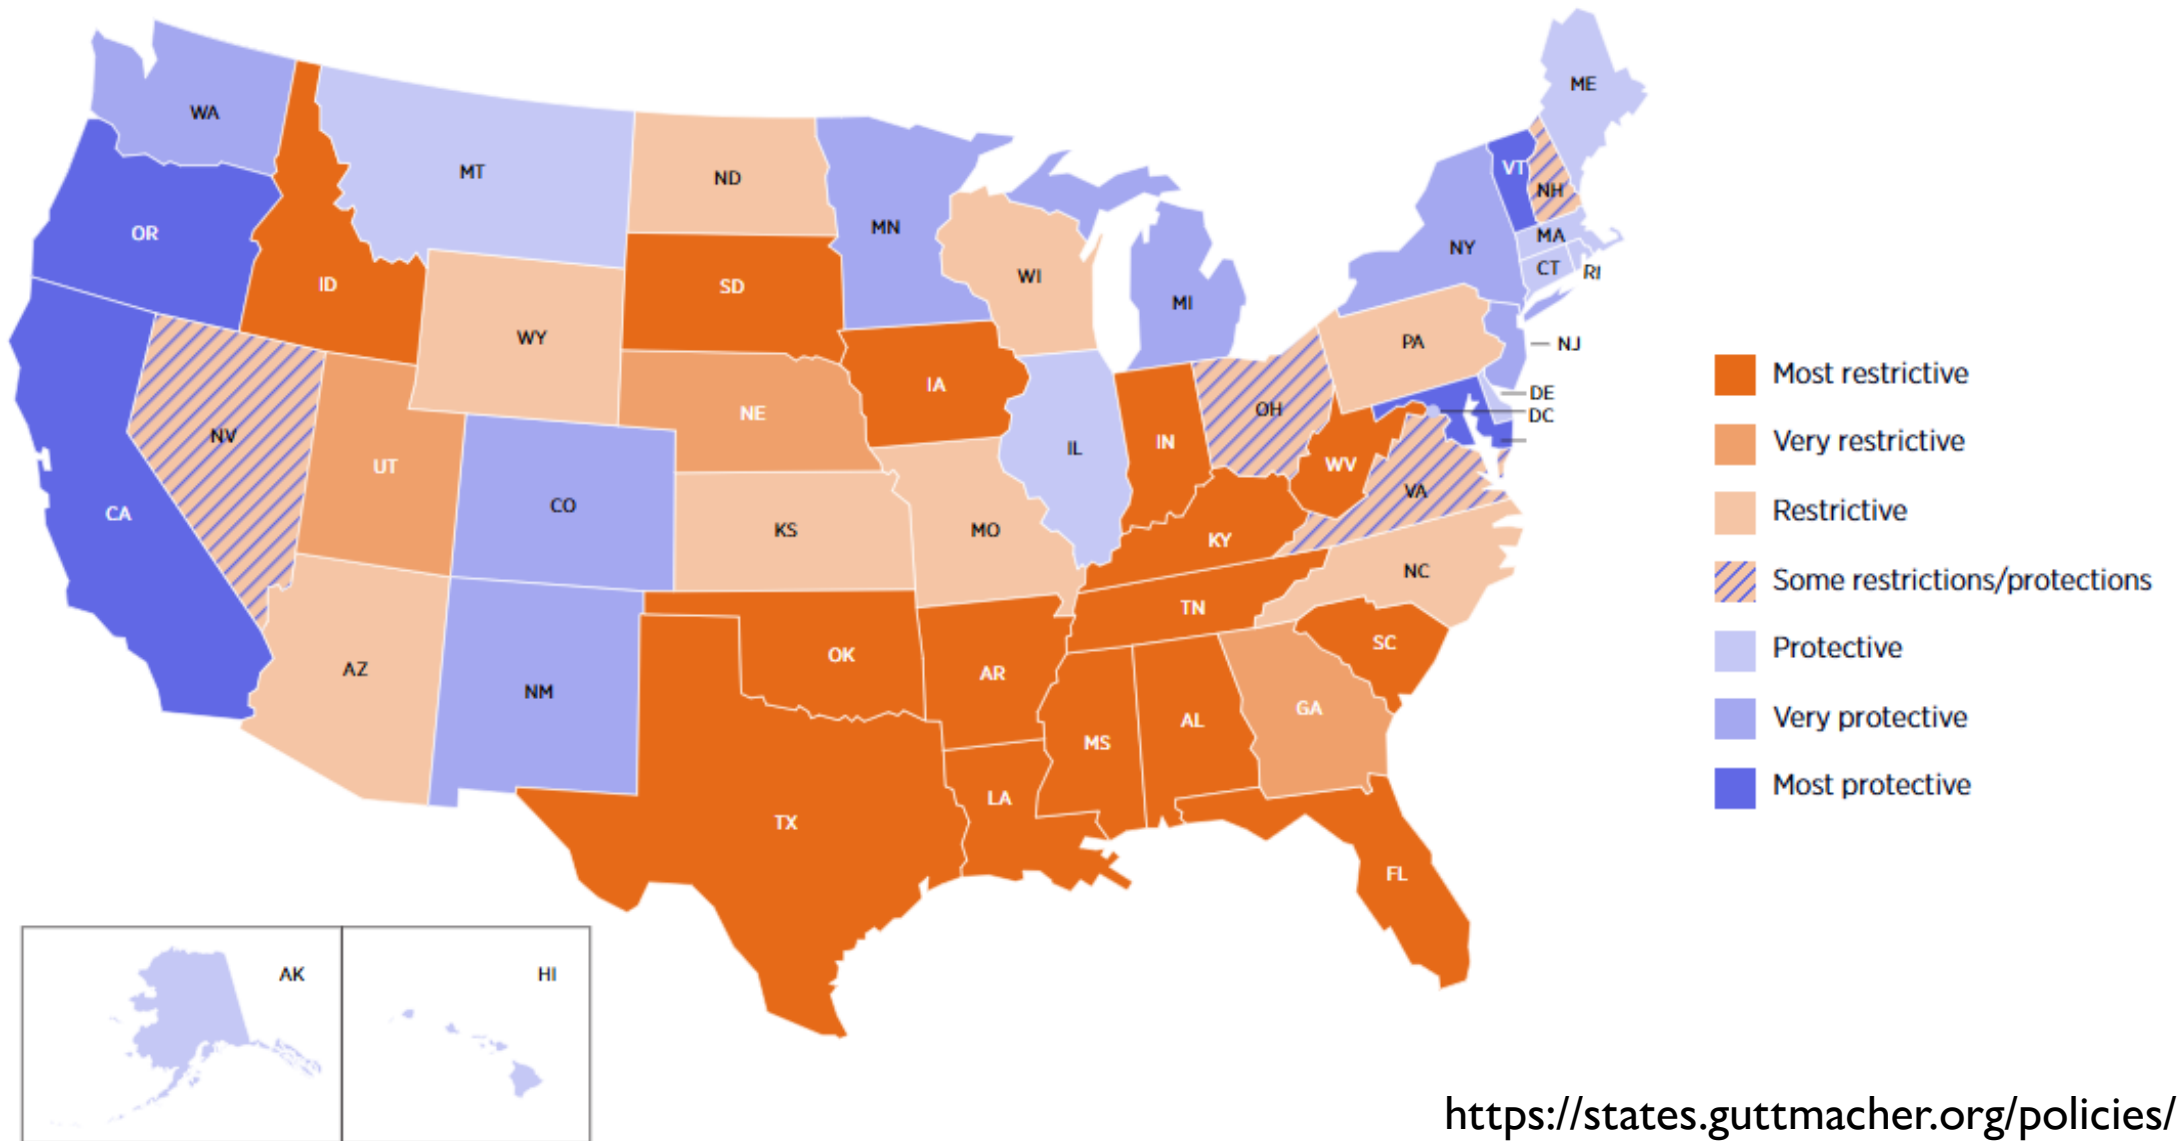 WA
OR
CA
ID
NV
MT
WY
UT
AZ
CO
NM
ND
SD
NE
KS
OK
TX
MN
IA
MO
AR
LA
WI
IL
MI
IN
OH
KY
TN
MS
AL
GA
FL
SC
NC
VA
WV
PA
NY
VT
NH
ME
MA
CT
RI
NJ
DE
DC
AK
HI
Most restrictive
Very restrictive
Restrictive
Some restrictions/protections
Protective
Very protective
Most protective
https://states.guttmacher.org/policies/